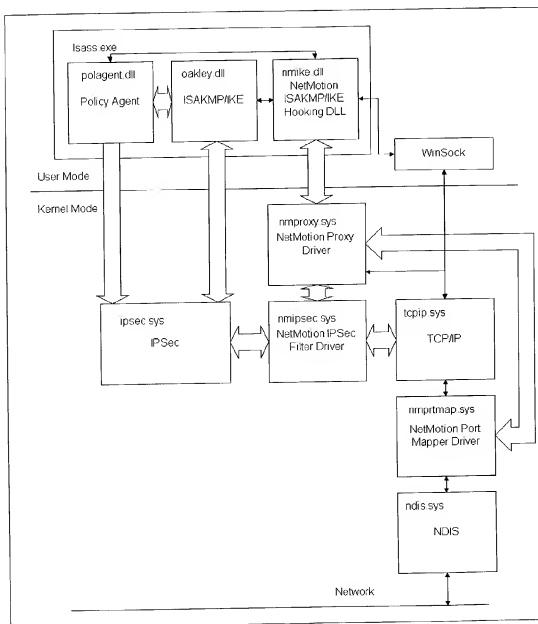 lsass.exe
polagent.dll
Policy Agent
oakley.dll
ISAKMP/IKE
nmike.dll
NetMotion
ISAKMP/IKE
Hooking DLL
WinSock
User Mode
Kernel Mode
nmproxy.sys
NetMotion Proxy
Driver
ipsec.sys
IPSec
nmipsec.sys
NetMotion IPSec
Filter Driver
tcpip.sys
TCP/IP
nmprtmap.sys
NetMotion Port
Mapper Driver
ndis.sys
NDIS
Network